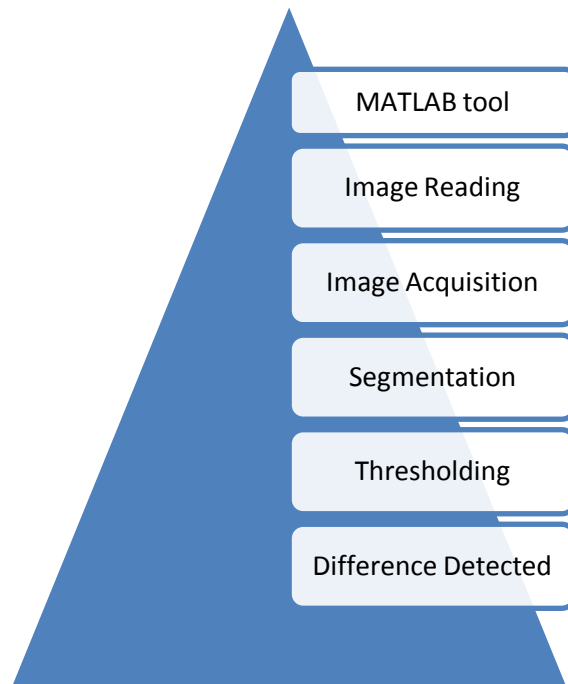 MATLAB tool
Image Reading
Image Acquisition
Segmentation
Thresholding
Difference Detected